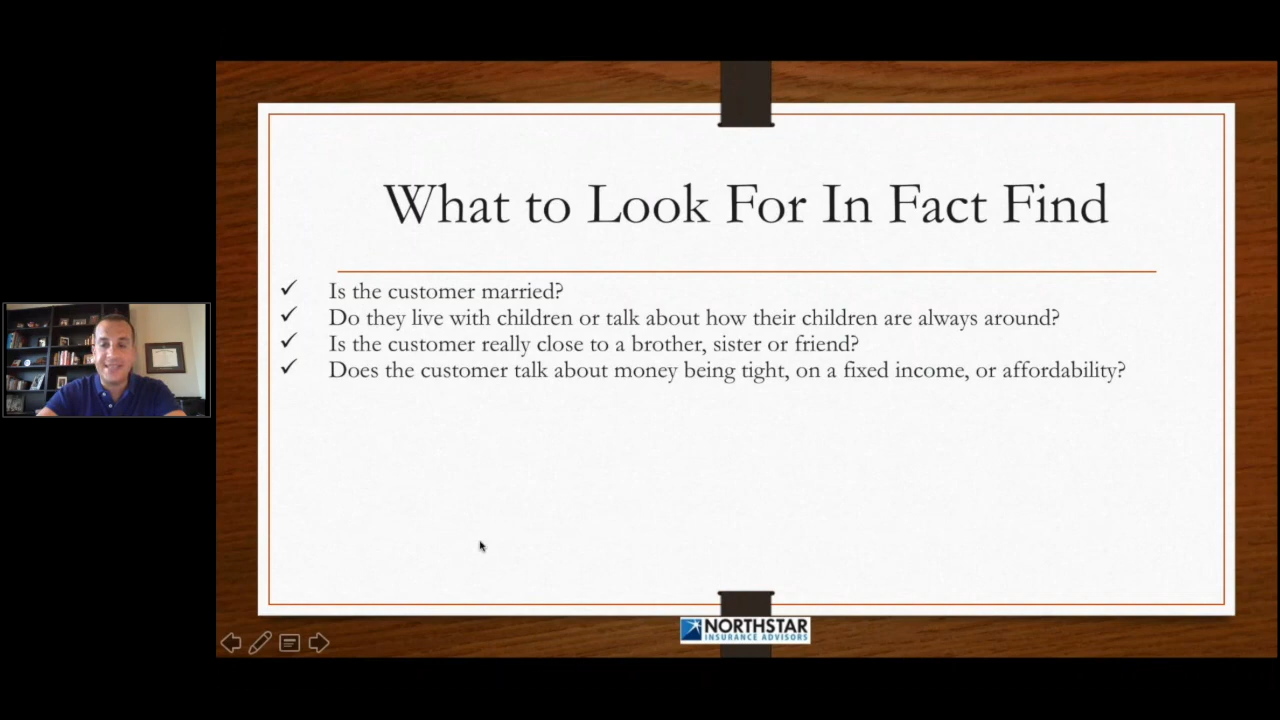 What to Look For In Fact Find
Is the customer married?
Do they live with children or talk about how their children are always around?
Is the customer really close to a brother, sister or friend?
Does the customer talk about money being tight, on a fixed income, or affordability?
NORTHSTAR
INSURANCE ADVISORS